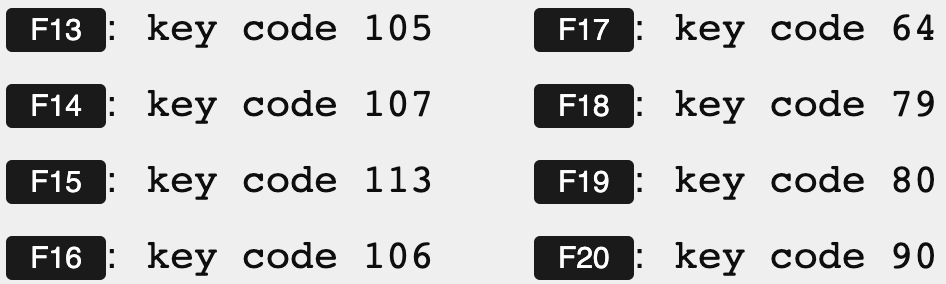 F13: key code 105
F14: key code 107
F15: key code 113
F16: key code 106
F17: key code 64
F18: key code 79
F19: key code 80
F20: key code 90